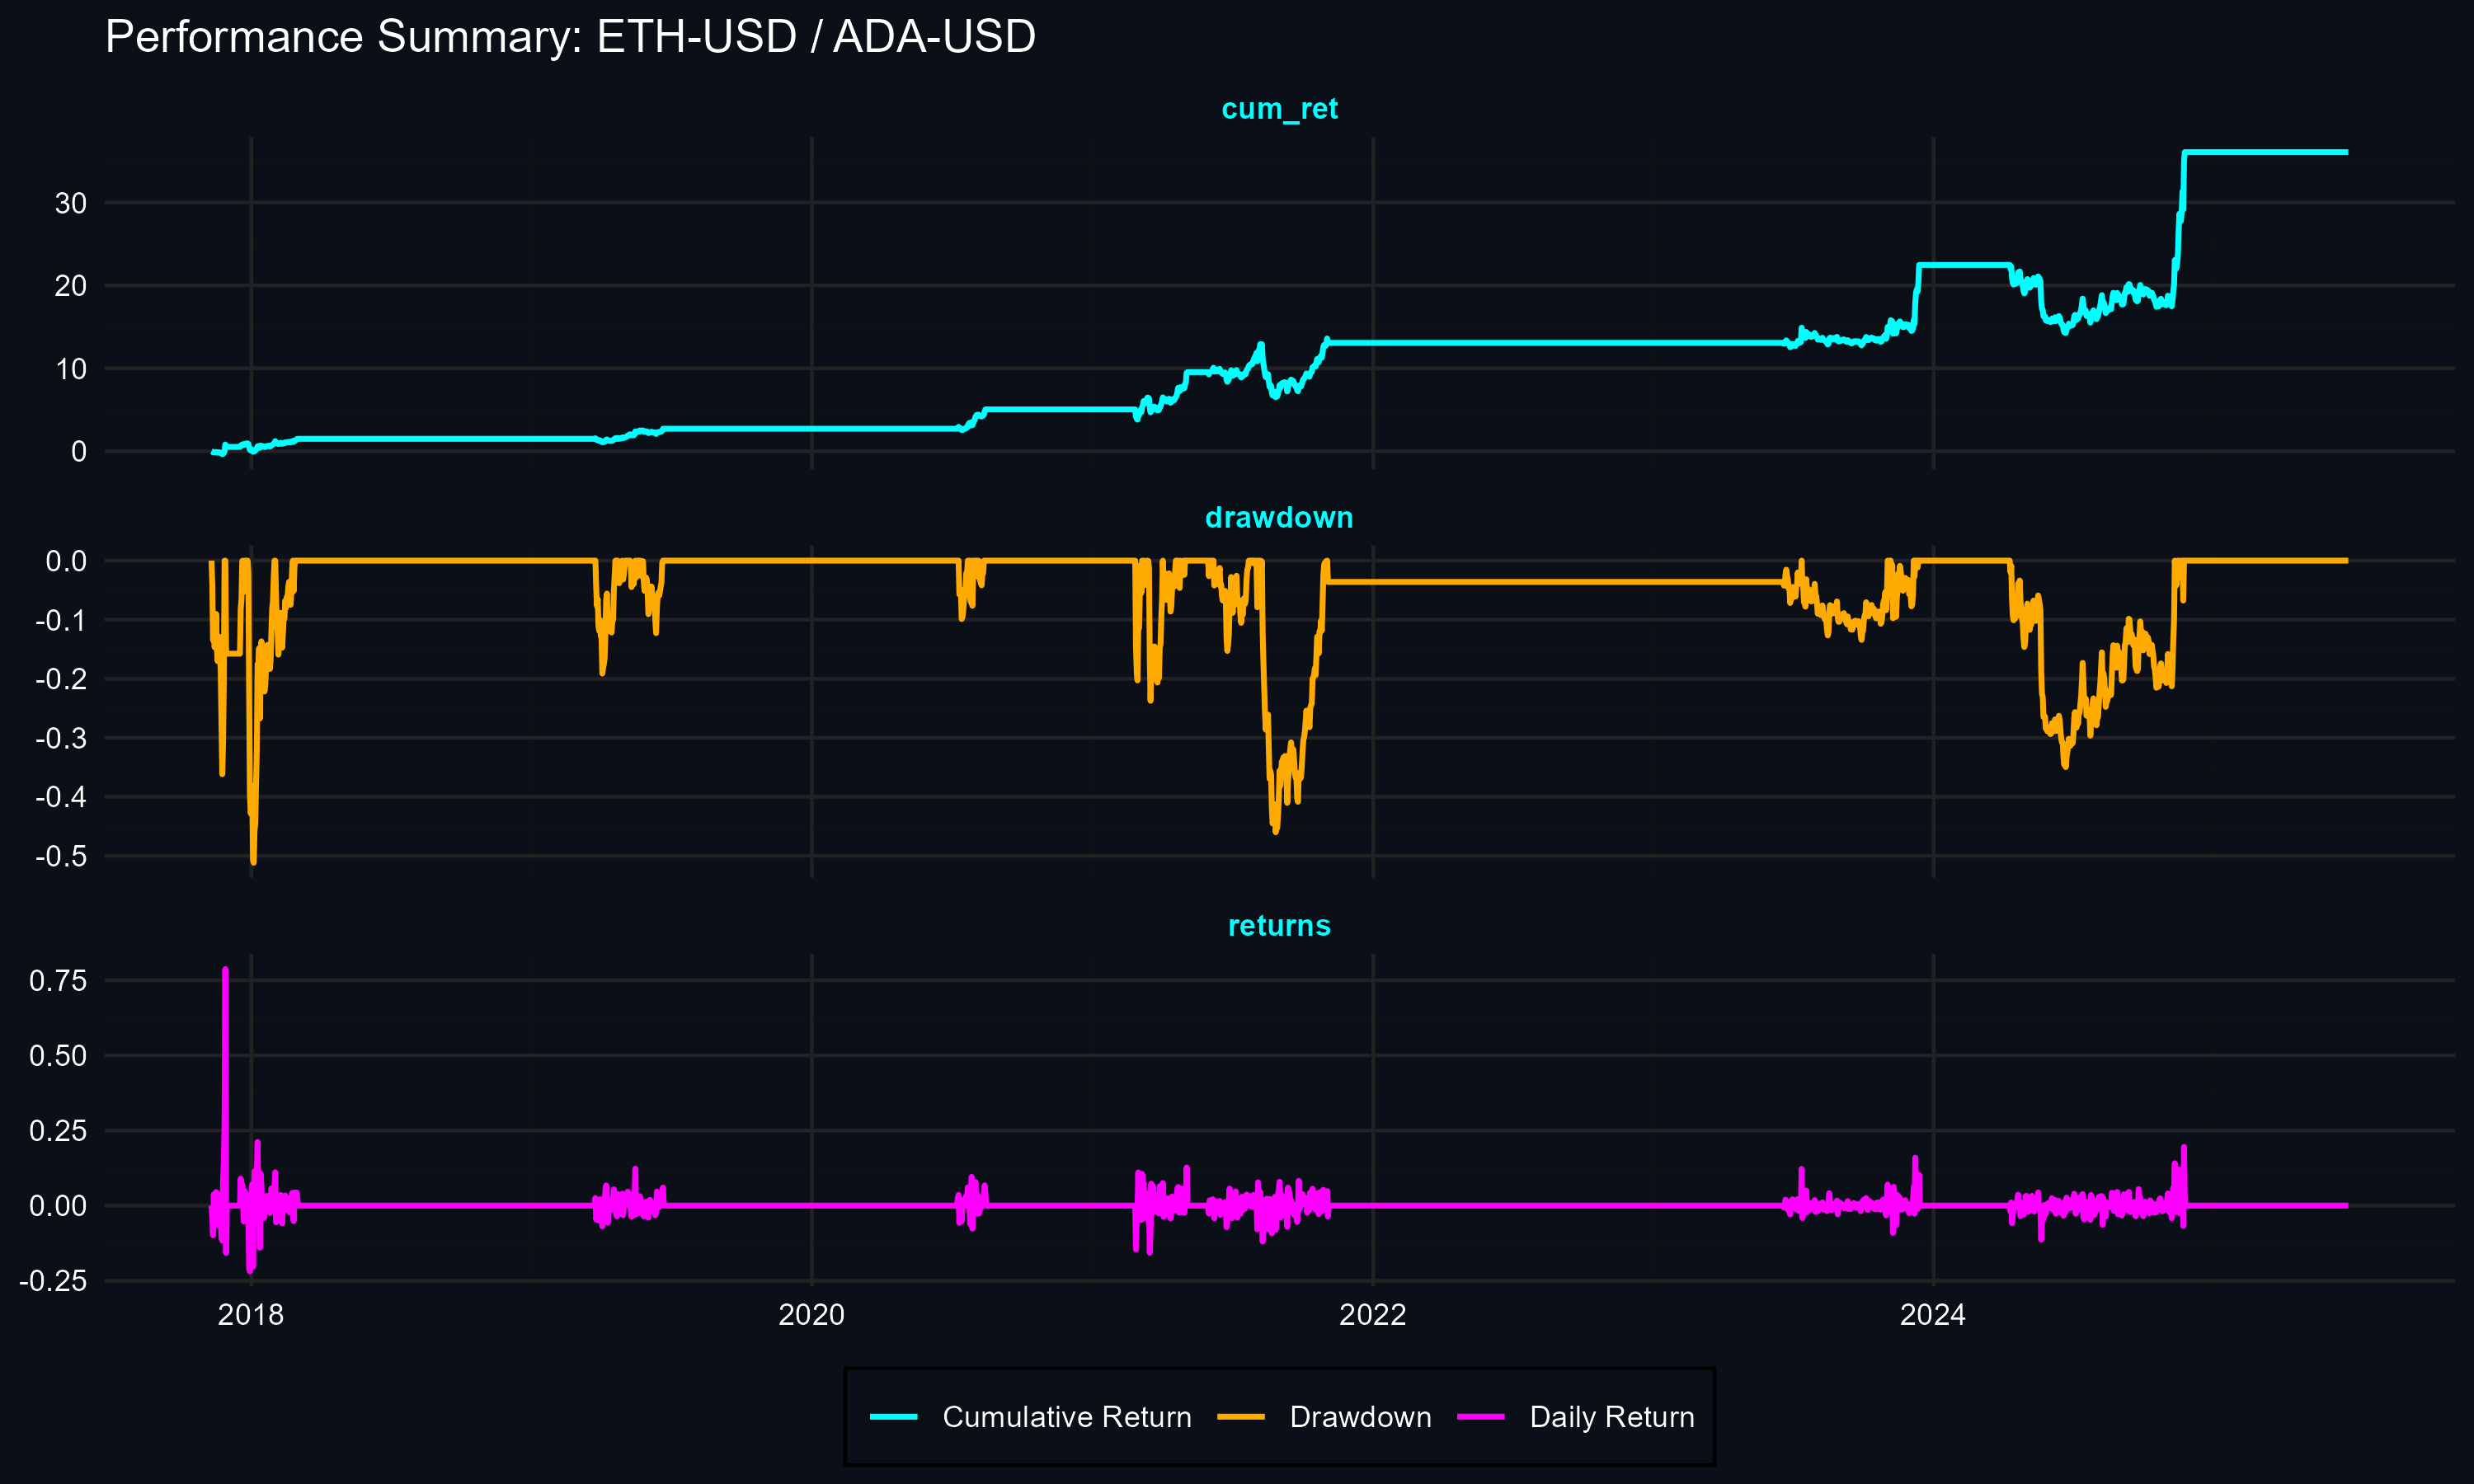 Performance Summary: ETH-USD / ADA-USD
cum_ret
30
20
10
0
drawdown
0.0
-0.1
-0.2
-0.3
-0.4
-0.5
returns
0.75
0.50
0.25
0.00
-0.25
2018 2020 2022 2024
Cumulative Return Drawdown Daily Return